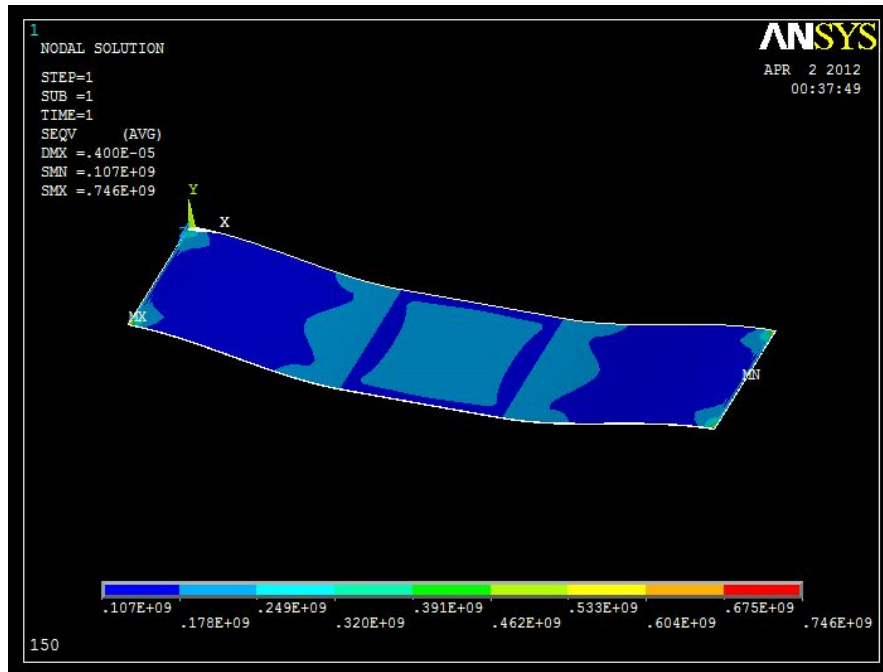 1
NODAL SOLUTION
STEP=1
SUB =1
TIME=1
SEQV (AVG)
DMX =.400E-05
SMN =.107E+09
SMX =.746E+09
ANSYS
APR 2 2012
00:37:49
Y
X
Z
MX
MN
.107E+09 .249E+09 .391E+09 .533E+09 .675E+09
.178E+09 .320E+09 .462E+09 .604E+09 .746E+09
150